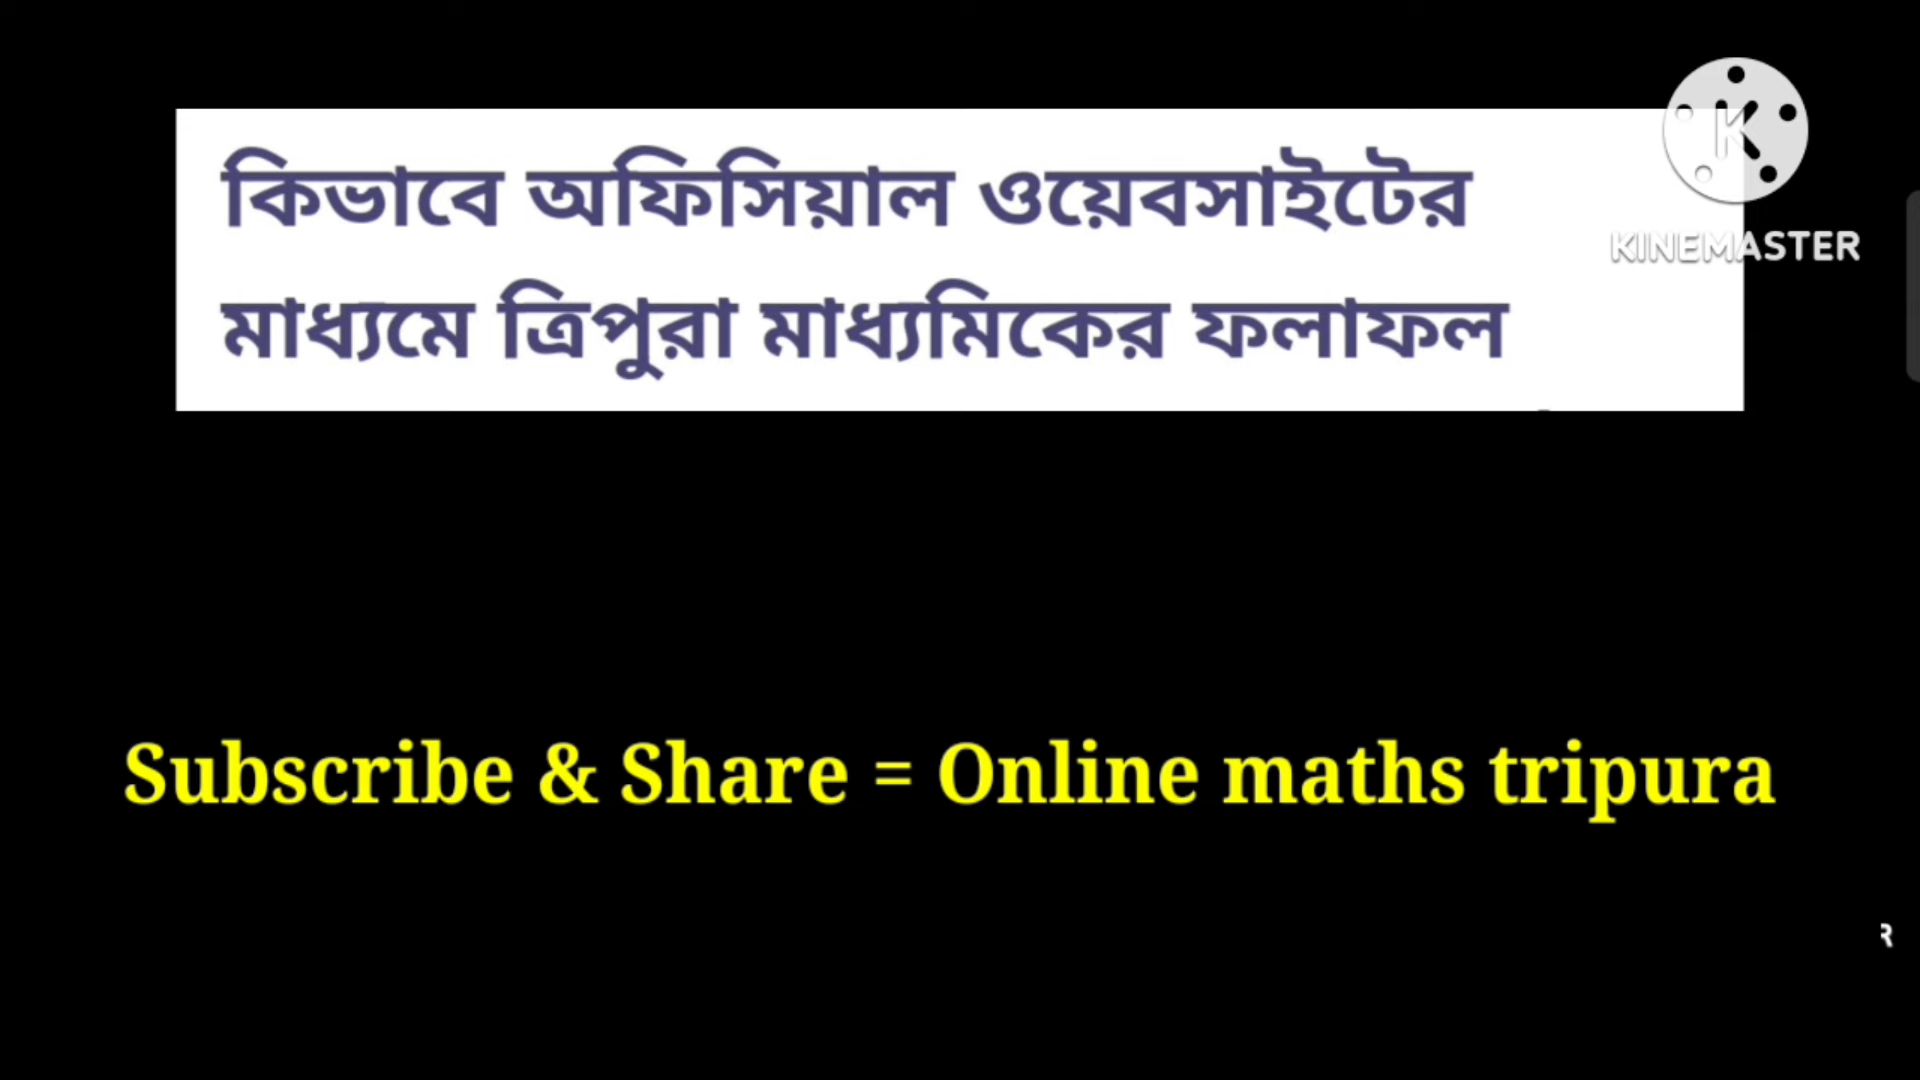 কিভাবে অফিসিয়াল ওয়েবসাইটের
মাধ্যমে ত্রিপুরা মাধ্যমিকের ফলাফল
KINEMASTER
Subscribe & Share = Online maths tripura
R